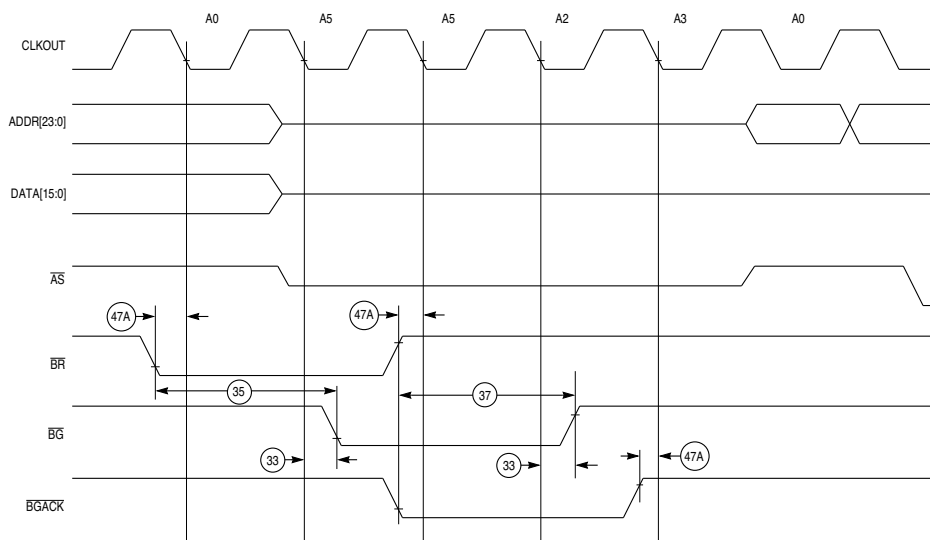 A0 A5 A5 A2 A3 A0
CLKOUT
ADDR[23:0]
DATA[15:0]
AS
47A 47A
BR
35 37
BG
33 33 47A
BGACK